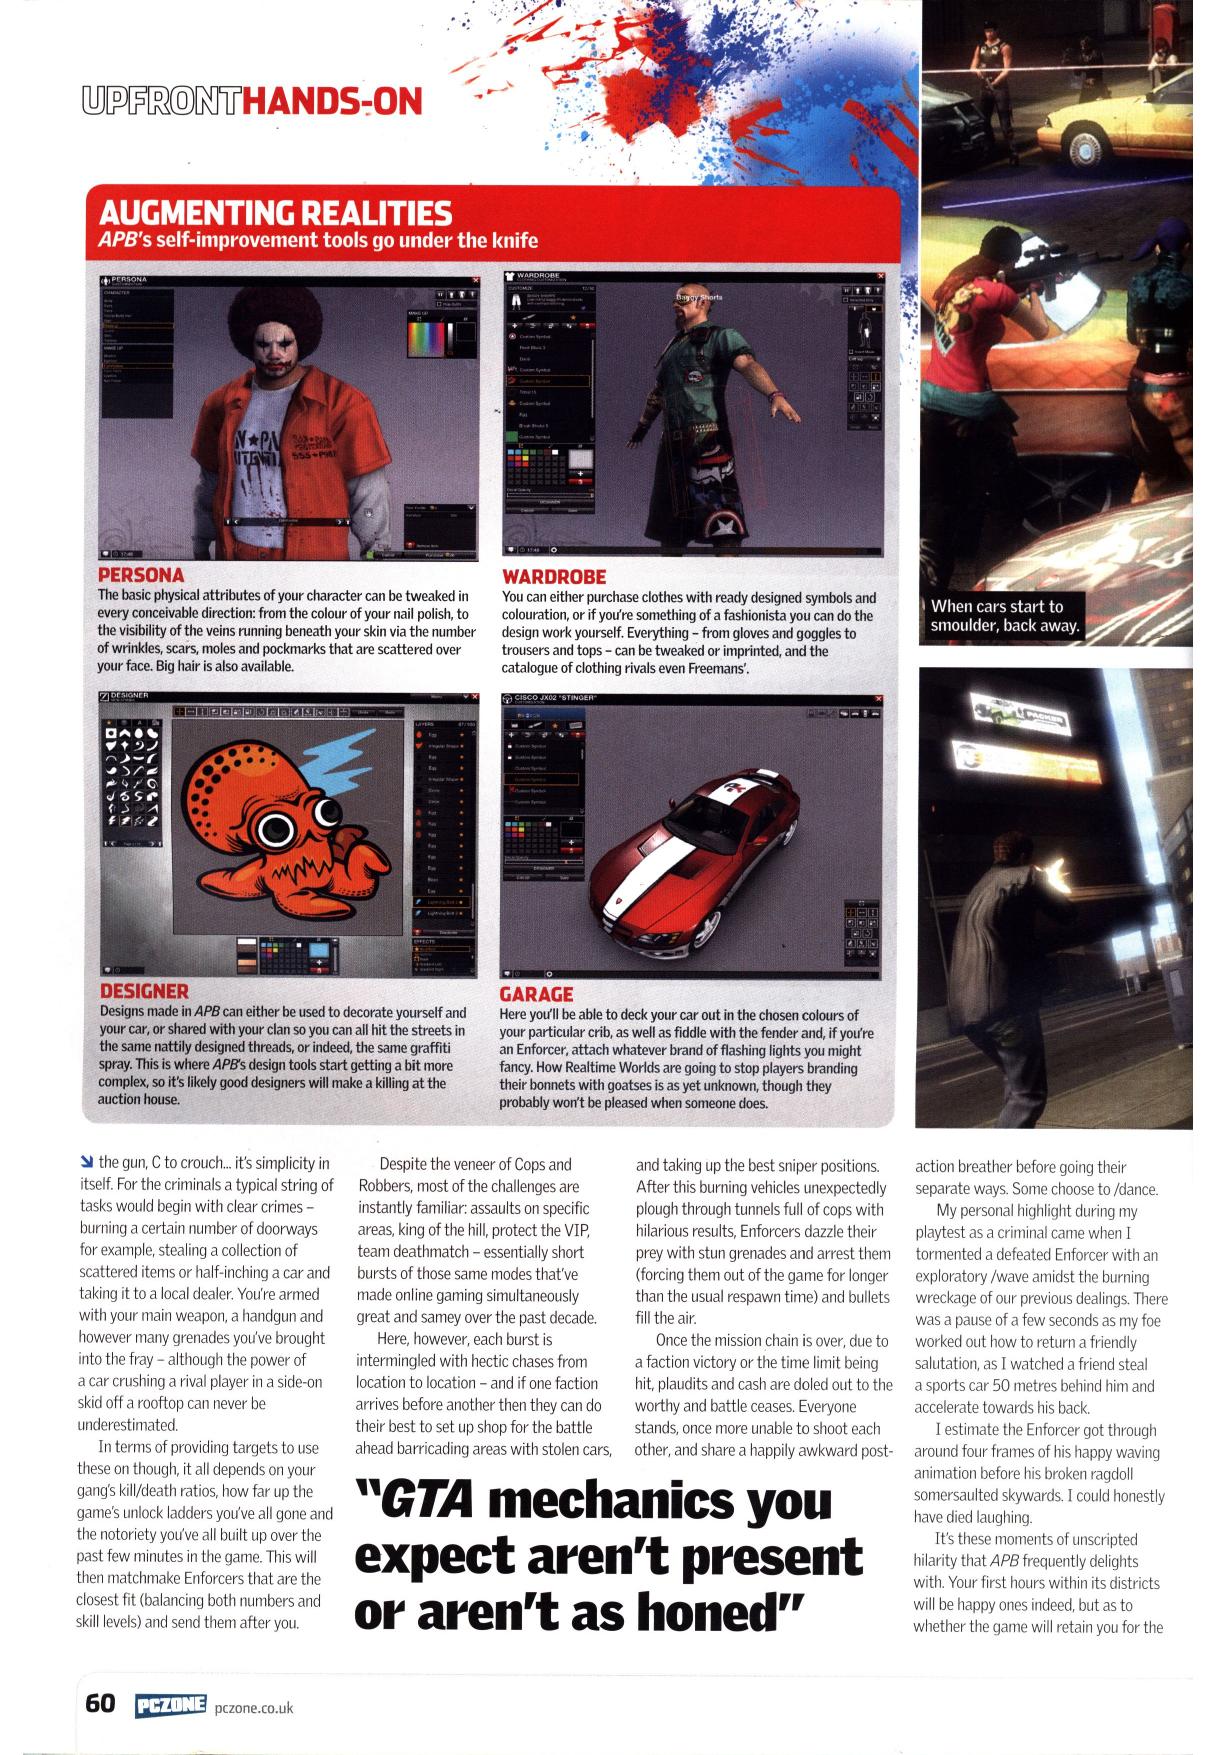 UPFRONTHANDS-ON
AUGMENTING REALITIES
APB's self-improvement tools go under the knife
PERSONA
WARDROBE
Baggy Shorts
PERSONA
The basic physical attributes of your character can be tweaked in
every conceivable direction: from the colour of your nail polish, to
the visibility of the veins running beneath your skin via the number
of wrinkles, scars, moles and pockmarks that are scattered over
your face. Big hair is also available.
WARDROBE
You can either purchase clothes with ready designed symbols and
colouration, or if you're something of a fashionista you can do the
design work yourself. Everything – from gloves and goggles to
trousers and tops – can be tweaked or imprinted, and the
catalogue of clothing rivals even Freemans'.
When cars start to
smoulder, back away.
DESIGNER
CISCO JX02 "STINGER"
DESIGNER
Designs made in APB can either be used to decorate yourself and
your car, or shared with your clan so you can all hit the streets in
the same nattily designed threads, or indeed, the same graffiti
spray. This is where APB's design tools start getting a bit more
complex, so it's likely good designers will make a killing at the
auction house.
GARAGE
Here you'll be able to deck your car out in the chosen colours of
your particular crib, as well as fiddle with the fender and, if you're
an Enforcer, attach whatever brand of flashing lights you might
fancy. How Realtime Worlds are going to stop players branding
their bonnets with goatses is as yet unknown, though they
probably won't be pleased when someone does.
the gun, C to crouch... it's simplicity in
itself. For the criminals a typical string of
tasks would begin with clear crimes –
burning a certain number of doorways
for example, stealing a collection of
scattered items or half-inching a car and
taking it to a local dealer. You're armed
with your main weapon, a handgun and
however many grenades you've brought
into the fray – although the power of
a car crushing a rival player in a side-on
skid off a rooftop can never be
underestimated.
In terms of providing targets to use
these on though, it all depends on your
gang's kill/death ratios, how far up the
game's unlock ladders you've all gone and
the notoriety you've all built up over the
past few minutes in the game. This will
then matchmake Enforcers that are the
closest fit (balancing both numbers and
skill levels) and send them after you.
Despite the veneer of Cops and
Robbers, most of the challenges are
instantly familiar: assaults on specific
areas, king of the hill, protect the VIP,
team deathmatch – essentially short
bursts of those same modes that've
made online gaming simultaneously
great and samey over the past decade.
Here, however, each burst is
intermingled with hectic chases from
location to location – and if one faction
arrives before another then they can do
their best to set up shop for the battle
ahead barricading areas with stolen cars,
and taking up the best sniper positions.
After this burning vehicles unexpectedly
plough through tunnels full of cops with
hilarious results, Enforcers dazzle their
prey with stun grenades and arrest them
(forcing them out of the game for longer
than the usual respawn time) and bullets
fill the air.
Once the mission chain is over, due to
a faction victory or the time limit being
hit, plaudits and cash are doled out to the
worthy and battle ceases. Everyone
stands, once more unable to shoot each
other, and share a happily awkward post-
"GTA mechanics you
expect aren't present
or aren't as honed"
action breather before going their
separate ways. Some choose to /dance.
My personal highlight during my
playtest as a criminal came when I
tormented a defeated Enforcer with an
exploratory /wave amidst the burning
wreckage of our previous dealings. There
was a pause of a few seconds as my foe
worked out how to return a friendly
salutation, as I watched a friend steal
a sports car 50 metres behind him and
accelerate towards his back.
I estimate the Enforcer got through
around four frames of his happy waving
animation before his broken ragdoll
somersaulted skywards. I could honestly
have died laughing.
It's these moments of unscripted
hilarity that APB frequently delights
with. Your first hours within its districts
will be happy ones indeed, but as to
whether the game will retain you for the
60 PCZONE pczone.co.uk